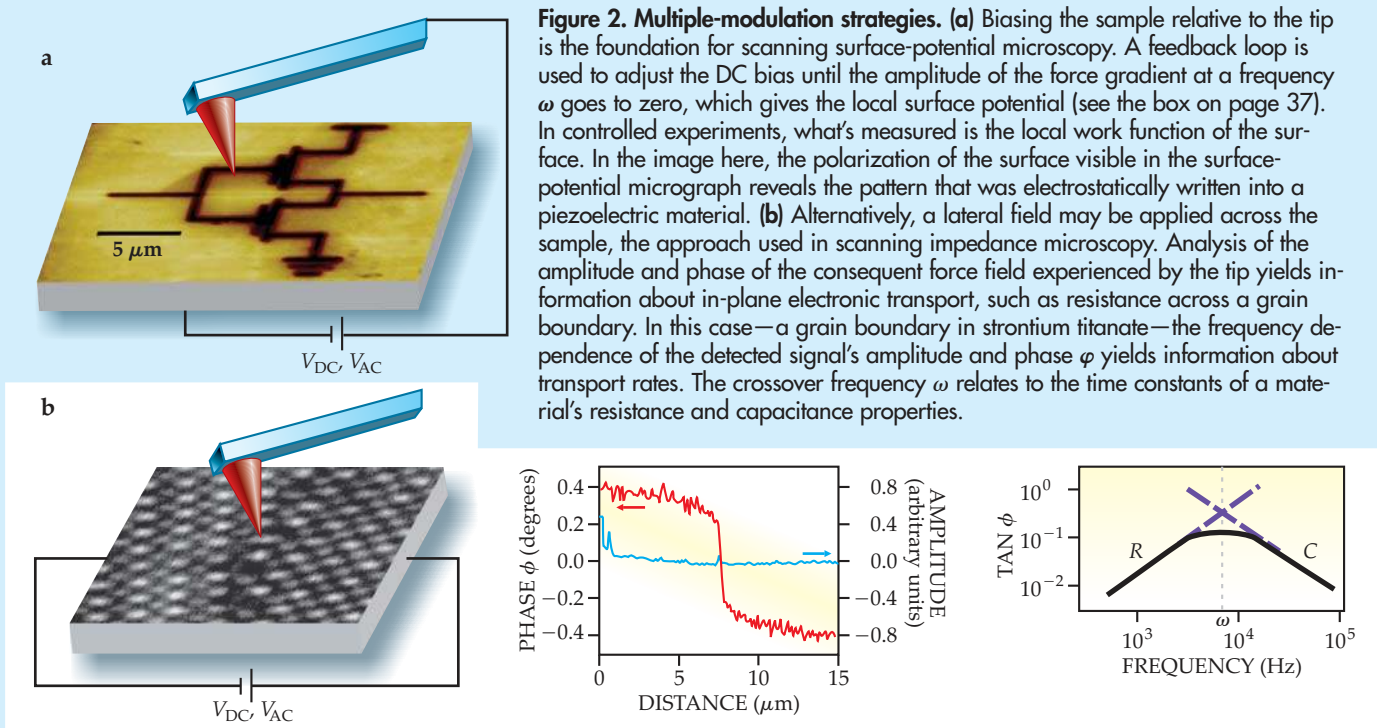 a
5 μm
V_DC, V_AC
Figure 2. Multiple-modulation strategies. (a) Biasing the sample relative to the tip
is the foundation for scanning surface-potential microscopy. A feedback loop is
used to adjust the DC bias until the amplitude of the force gradient at a frequency
ω goes to zero, which gives the local surface potential (see the box on page 37).
In controlled experiments, what's measured is the local work function of the sur-
face. In the image here, the polarization of the surface visible in the surface-
potential micrograph reveals the pattern that was electrostatically written into a
piezoelectric material. (b) Alternatively, a lateral field may be applied across the
sample, the approach used in scanning impedance microscopy. Analysis of the
amplitude and phase of the consequent force field experienced by the tip yields in-
formation about in-plane electronic transport, such as resistance across a grain
boundary. In this case—a grain boundary in strontium titanate—the frequency de-
pendence of the detected signal's amplitude and phase φ yields information about
transport rates. The crossover frequency ω relates to the time constants of a mate-
rial's resistance and capacitance properties.
b
V_DC, V_AC
PHASE ϕ (degrees)
0.4
0.2
0.0
−0.2
−0.4
0.8
0.4
0.0
−0.4
−0.8
AMPLITUDE
(arbitrary units)
0 5 10 15
DISTANCE (μm)
TAN ϕ
10⁰
10⁻¹
10⁻²
R
C
10³ ω 10⁴ 10⁵
FREQUENCY (Hz)